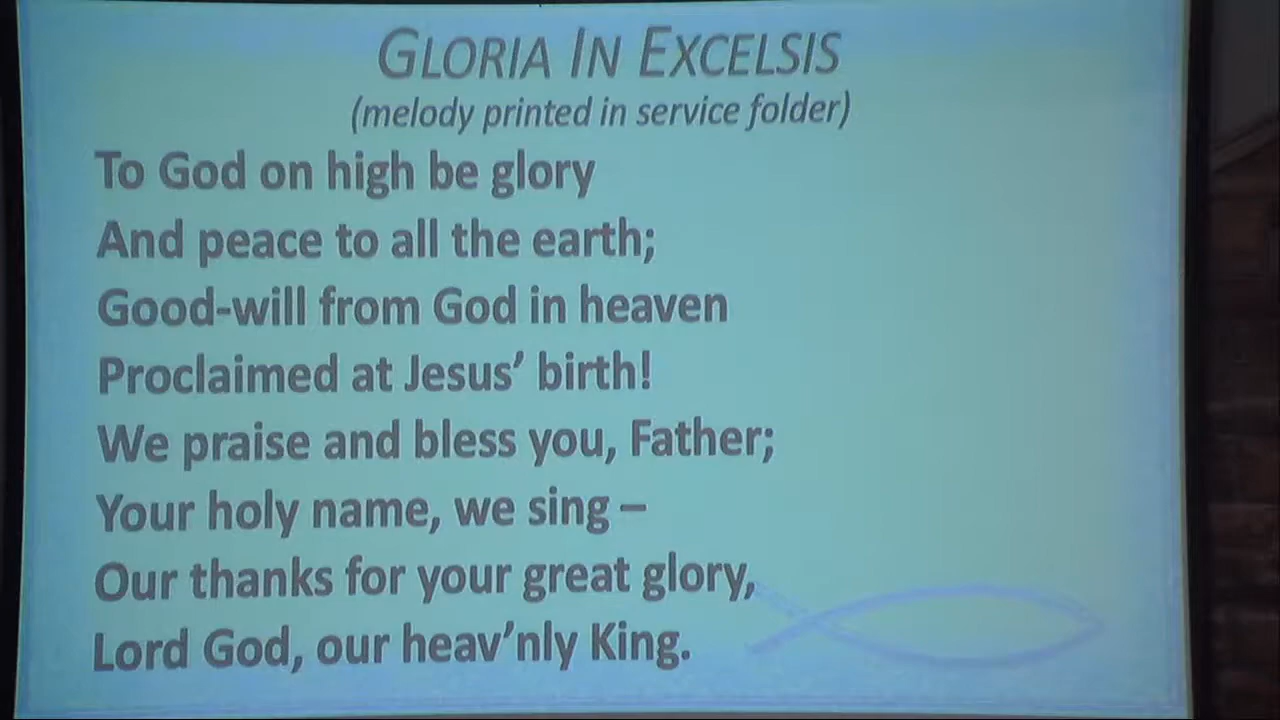 GLORIA IN EXCELSIS
(melody printed in service folder)
To God on high be glory
And peace to all the earth;
Good-will from God in heaven
Proclaimed at Jesus’ birth!
We praise and bless you, Father;
Your holy name, we sing –
Our thanks for your great glory,
Lord God, our heav’nly King.